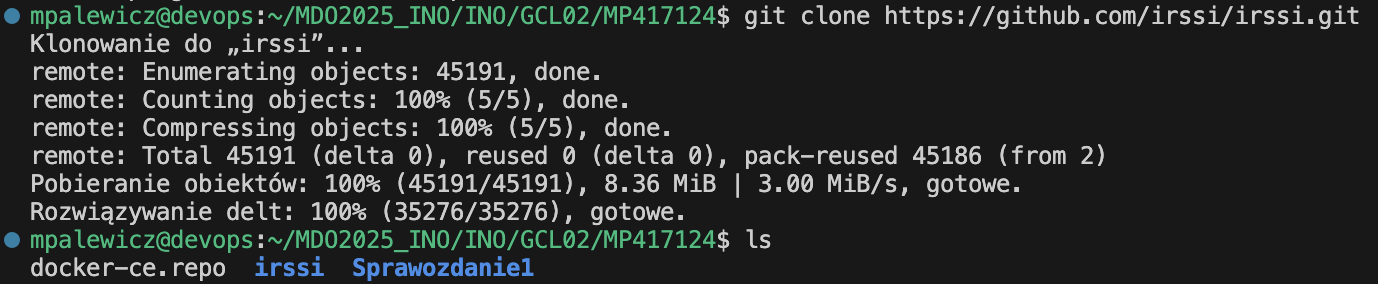 mpalewicz@devops:~/MDO2025_INO/INO/GCL02/MP417124$ git clone https://github.com/irssi/irssi.git
Klonowanie do „irssi”...
remote: Enumerating objects: 45191, done.
remote: Counting objects: 100% (5/5), done.
remote: Compressing objects: 100% (5/5), done.
remote: Total 45191 (delta 0), reused 0 (delta 0), pack-reused 45186 (from 2)
Pobieranie obiektów: 100% (45191/45191), 8.36 MiB | 3.00 MiB/s, gotowe.
Rozwiązywanie delt: 100% (35276/35276), gotowe.
mpalewicz@devops:~/MDO2025_INO/INO/GCL02/MP417124$ ls
docker-ce.repo  irssi  Sprawozdanie1